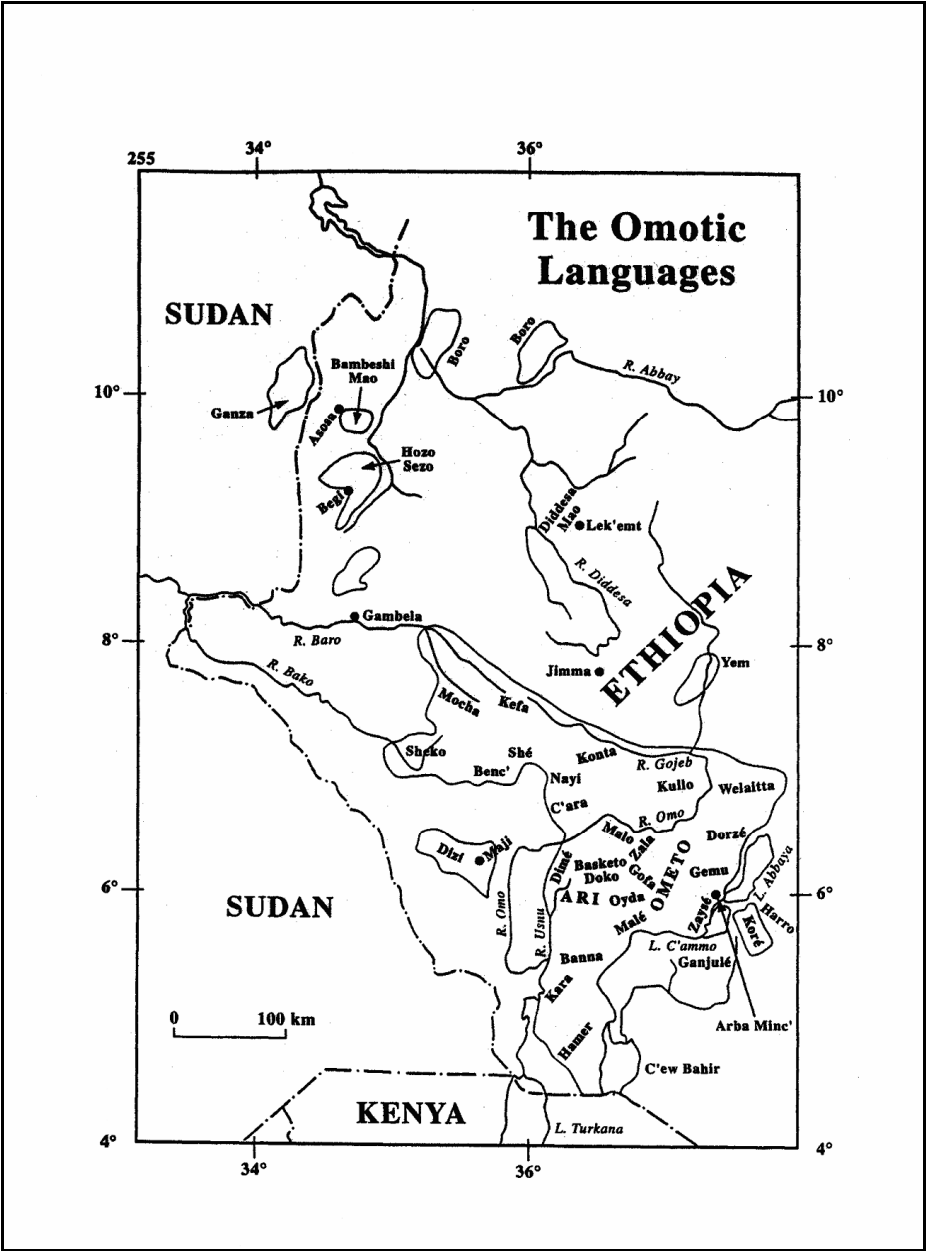 255
34°
36°
The Omotic
Languages
SUDAN
Boro
Boro
R. Abbay
Bambeshi
Mao
10°
10°
Ganza
Asosa
Hozo
Sezo
Begi
Diddesa
Mao
Lek'emt
R. Diddesa
ETHIOPIA
Gambela
8°
R. Baro
8°
Jimma
Yem
R. Bako
Mocha
Kefa
Sheko
Shé
Konta
R. Gojeb
Benc'
Nayi
Kullo
Welaitta
C'ara
R. Omo
Malo
Zala
Dorzé
Dizi
Maji
Dimé
Basketo
Doko
Gofa
OMETO
Gemu
L. Abbaya
6°
6°
SUDAN
ARI
Oyda
Zaysé
Harro
Koré
R. Omo
R. Usnu
Malé
L. C'ammo
Banna
Ganjulé
Kara
0
100 km
Arba Minc'
Hamer
C'ew Bahir
KENYA
L. Turkana
4°
4°
34°
36°